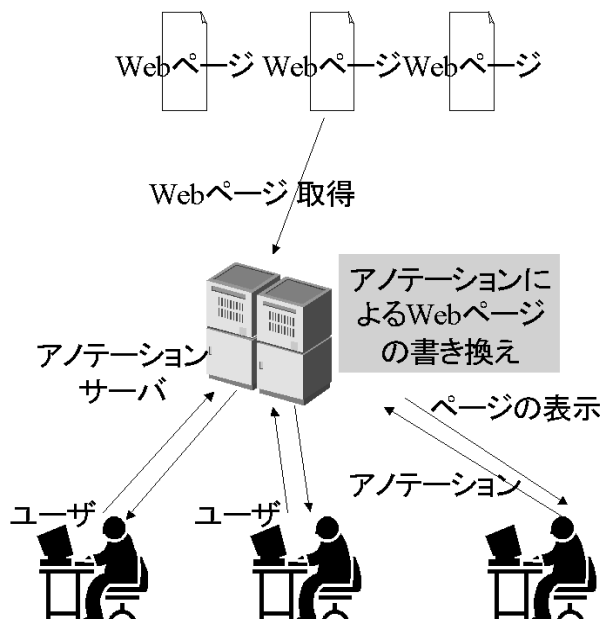 Webページ Webページ Webページ
Webページ 取得
アノテーションに
よるWebページ
の書き換え
アノテーション
サーバ
ページの表示
アノテーション
ユーザ ユーザ